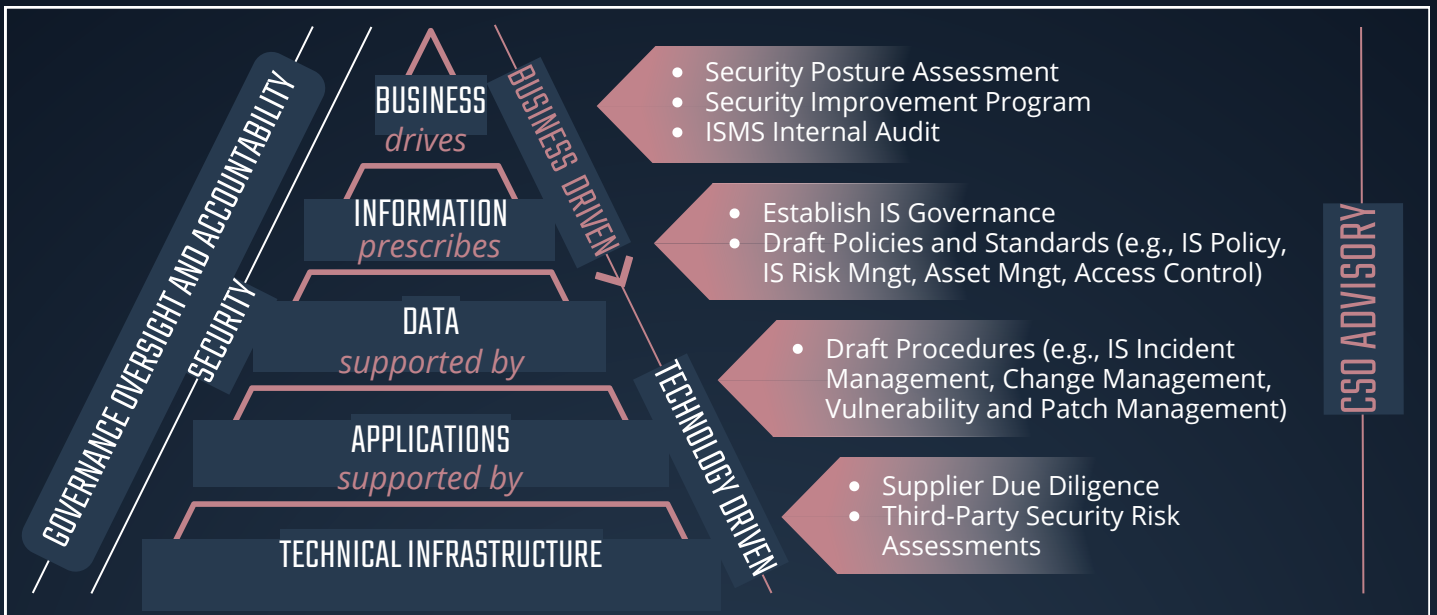 GOVERNANCE OVERSIGHT AND ACCOUNTABILITY
SECURITY
BUSINESS
drives
INFORMATION
prescribes
DATA
supported by
APPLICATIONS
supported by
TECHNICAL INFRASTRUCTURE
BUSINESS DRIVEN
TECHNOLOGY DRIVEN
• Security Posture Assessment
• Security Improvement Program
• ISMS Internal Audit
• Establish IS Governance
• Draft Policies and Standards (e.g., IS Policy,
IS Risk Mngt, Asset Mngt, Access Control)
• Draft Procedures (e.g., IS Incident
Management, Change Management,
Vulnerability and Patch Management)
• Supplier Due Diligence
• Third-Party Security Risk
Assessments
CSO ADVISORY